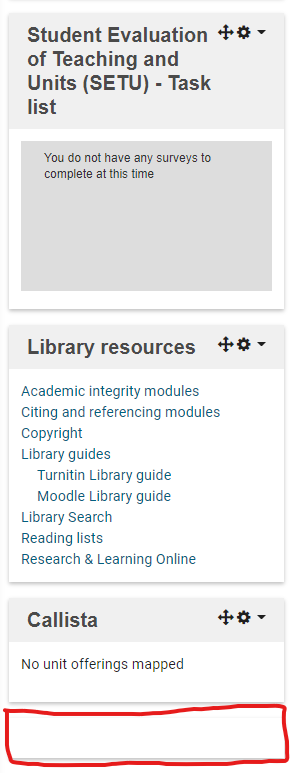 Student Evaluation
of Teaching and
Units (SETU) - Task
list
You do not have any surveys to
complete at this time
Library resources
Academic integrity modules
Citing and referencing modules
Copyright
Library guides
Turnitin Library guide
Moodle Library guide
Library Search
Reading lists
Research & Learning Online
Callista
No unit offerings mapped